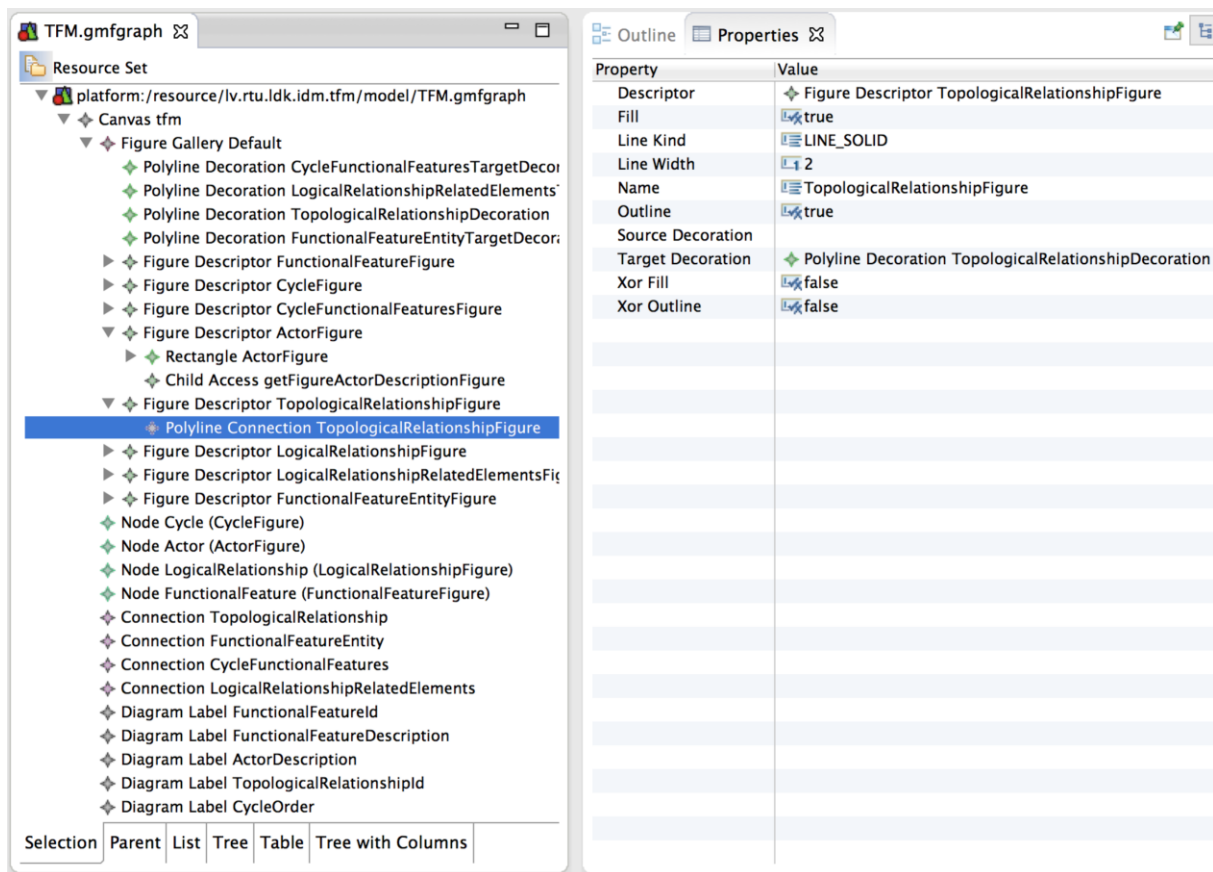 TFM.gmfgraph
Resource Set
platform:/resource/lv.rtu.ldk.idm.tfm/model/TFM.gmfgraph
Canvas tfm
Figure Gallery Default
Polyline Decoration CycleFunctionalFeaturesTargetDecor
Polyline Decoration LogicalRelationshipRelatedElements
Polyline Decoration TopologicalRelationshipDecoration
Polyline Decoration FunctionalFeatureEntityTargetDecor
Figure Descriptor FunctionalFeatureFigure
Figure Descriptor CycleFigure
Figure Descriptor CycleFunctionalFeaturesFigure
Figure Descriptor ActorFigure
Rectangle ActorFigure
Child Access getFigureActorDescriptionFigure
Figure Descriptor TopologicalRelationshipFigure
Polyline Connection TopologicalRelationshipFigure
Figure Descriptor LogicalRelationshipFigure
Figure Descriptor LogicalRelationshipRelatedElementsFig
Figure Descriptor FunctionalFeatureEntityFigure
Node Cycle (CycleFigure)
Node Actor (ActorFigure)
Node LogicalRelationship (LogicalRelationshipFigure)
Node FunctionalFeature (FunctionalFeatureFigure)
Connection TopologicalRelationship
Connection FunctionalFeatureEntity
Connection CycleFunctionalFeatures
Connection LogicalRelationshipRelatedElements
Diagram Label FunctionalFeatureId
Diagram Label FunctionalFeatureDescription
Diagram Label ActorDescription
Diagram Label TopologicalRelationshipId
Diagram Label CycleOrder
Selection Parent List Tree Table Tree with Columns
Outline Properties
Property Value
Descriptor Figure Descriptor TopologicalRelationshipFigure
Fill true
Line Kind LINE_SOLID
Line Width 2
Name TopologicalRelationshipFigure
Outline true
Source Decoration
Target Decoration Polyline Decoration TopologicalRelationshipDecoration
Xor Fill false
Xor Outline false